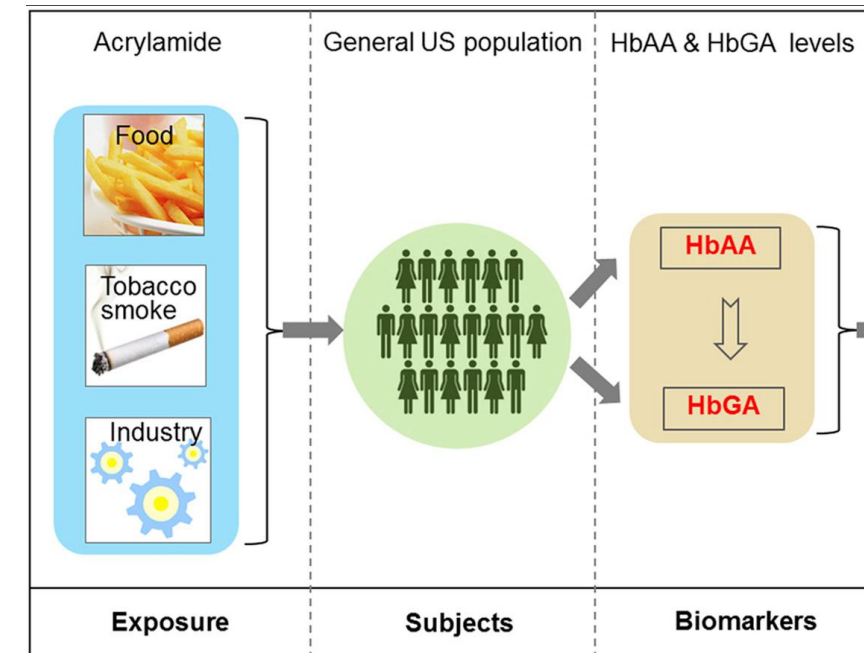 Acrylamide
General US population
HbAA & HbGA levels
Food
Tobacco
smoke
Industry
HbAA
HbGA
Exposure
Subjects
Biomarkers